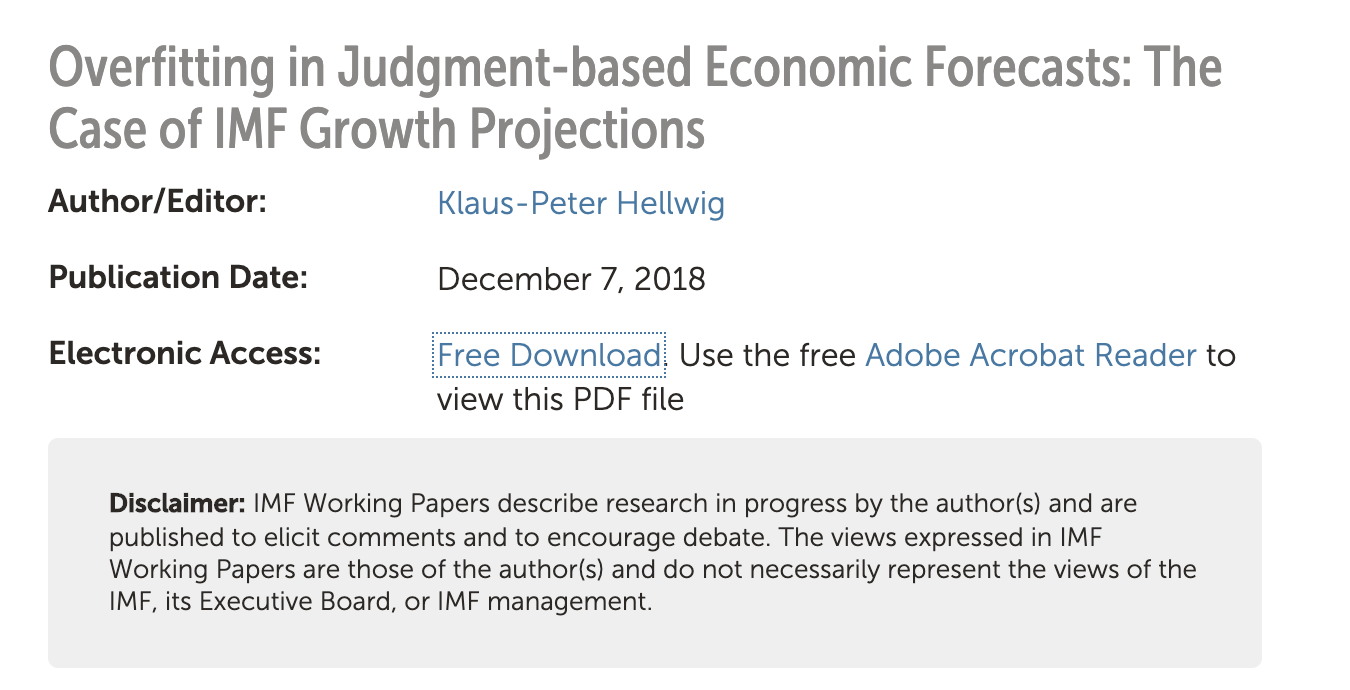 Overfitting in Judgment-based Economic Forecasts: The
Case of IMF Growth Projections
Author/Editor: Klaus-Peter Hellwig
Publication Date: December 7, 2018
Electronic Access: Free Download. Use the free Adobe Acrobat Reader to
view this PDF file
Disclaimer: IMF Working Papers describe research in progress by the author(s) and are
published to elicit comments and to encourage debate. The views expressed in IMF
Working Papers are those of the author(s) and do not necessarily represent the views of the
IMF, its Executive Board, or IMF management.